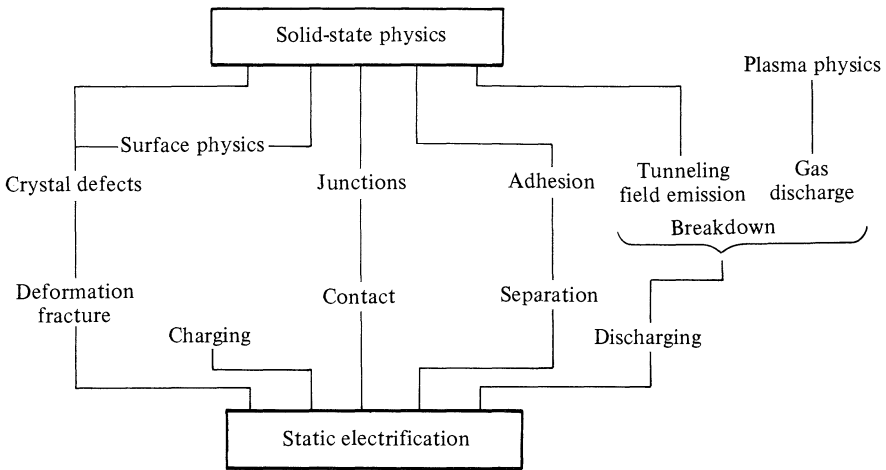 Solid-state physics
Plasma physics
Surface physics
Crystal defects
Junctions
Adhesion
Tunneling
field emission
Gas
discharge
Breakdown
Deformation
fracture
Contact
Separation
Charging
Discharging
Static electrification